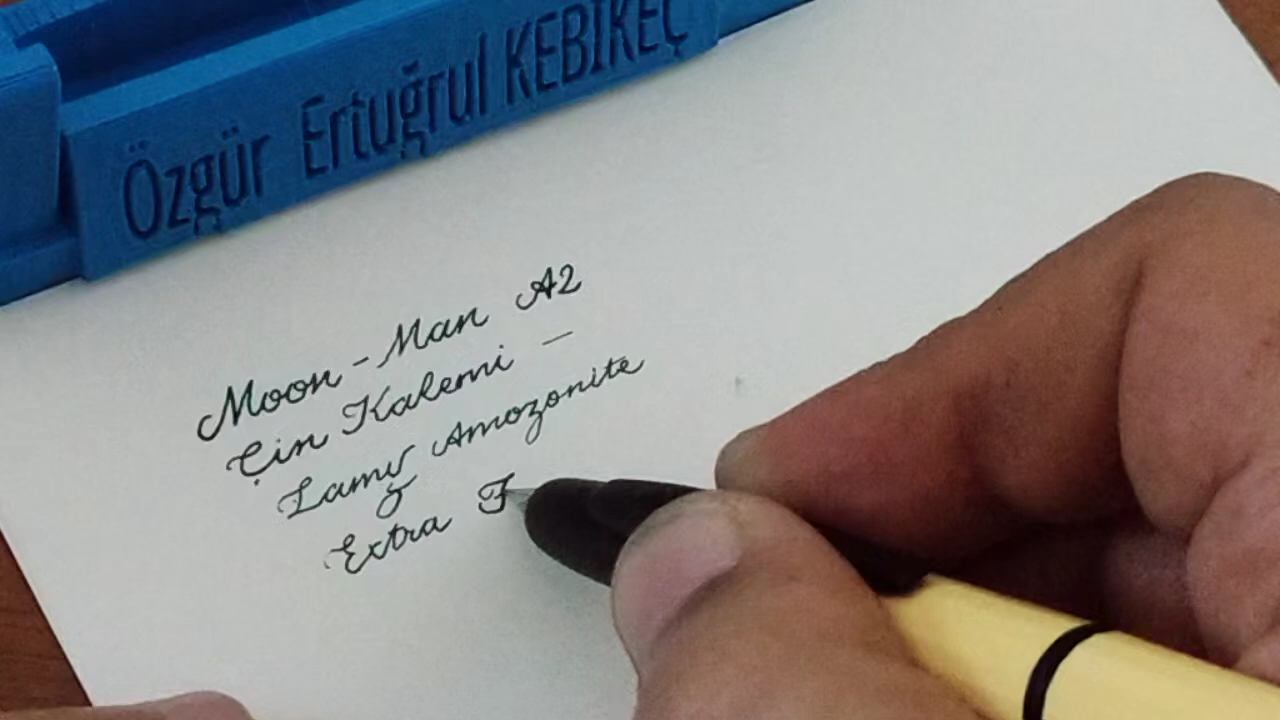 Özgür Ertuğrul KEBİKEÇ
Moon - Man A2
Çin Kalemi —
Lamy Amozonite
Extra F